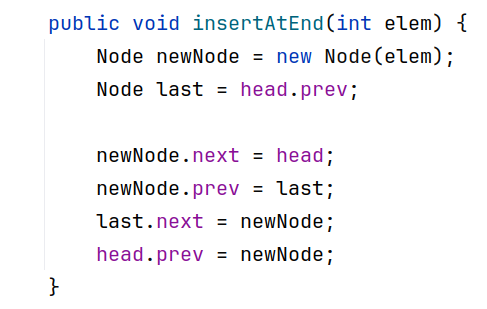 public void insertAtEnd(int elem) {
    Node newNode = new Node(elem);
    Node last = head.prev;

    newNode.next = head;
    newNode.prev = last;
    last.next = newNode;
    head.prev = newNode;
}